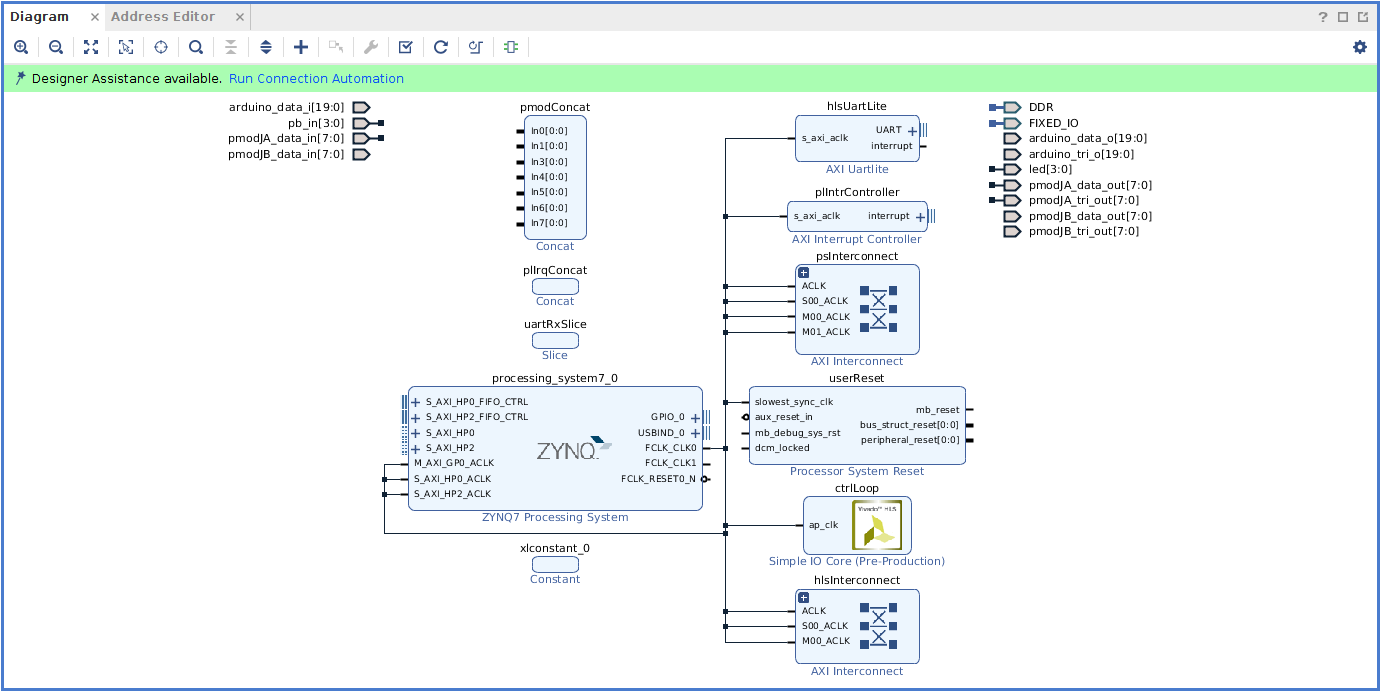 Diagram
Address Editor
Designer Assistance available. Run Connection Automation
arduino_data_i[19:0]
pb_in[3:0]
pmodJA_data_in[7:0]
pmodJB_data_in[7:0]
pmodConcat
In0[0:0]
In1[0:0]
In3[0:0]
In4[0:0]
In5[0:0]
In6[0:0]
In7[0:0]
Concat
plIrqConcat
Concat
uartRxSlice
Slice
processing_system7_0
S_AXI_HP0_FIFO_CTRL
S_AXI_HP2_FIFO_CTRL
S_AXI_HP0
S_AXI_HP2
M_AXI_GP0_ACLK
S_AXI_HP0_ACLK
S_AXI_HP2_ACLK
ZYNQ
GPIO_0
USBIND_0
FCLK_CLK0
FCLK_CLK1
FCLK_RESET0_N
ZYNQ7 Processing System
xlconstant_0
Constant
hlsUartLite
s_axi_aclk
UART
interrupt
AXI Uartlite
plIntrController
s_axi_aclk
interrupt
AXI Interrupt Controller
psInterconnect
ACLK
S00_ACLK
M00_ACLK
M01_ACLK
AXI Interconnect
userReset
slowest_sync_clk
aux_reset_in
mb_debug_sys_rst
dcm_locked
mb_reset
bus_struct_reset[0:0]
peripheral_reset[0:0]
Processor System Reset
ctrlLoop
ap_clk
Vivado™ HLS
Simple IO Core (Pre-Production)
hlsInterconnect
ACLK
S00_ACLK
M00_ACLK
AXI Interconnect
DDR
FIXED_IO
arduino_data_o[19:0]
arduino_tri_o[19:0]
led[3:0]
pmodJA_data_out[7:0]
pmodJA_tri_out[7:0]
pmodJB_data_out[7:0]
pmodJB_tri_out[7:0]